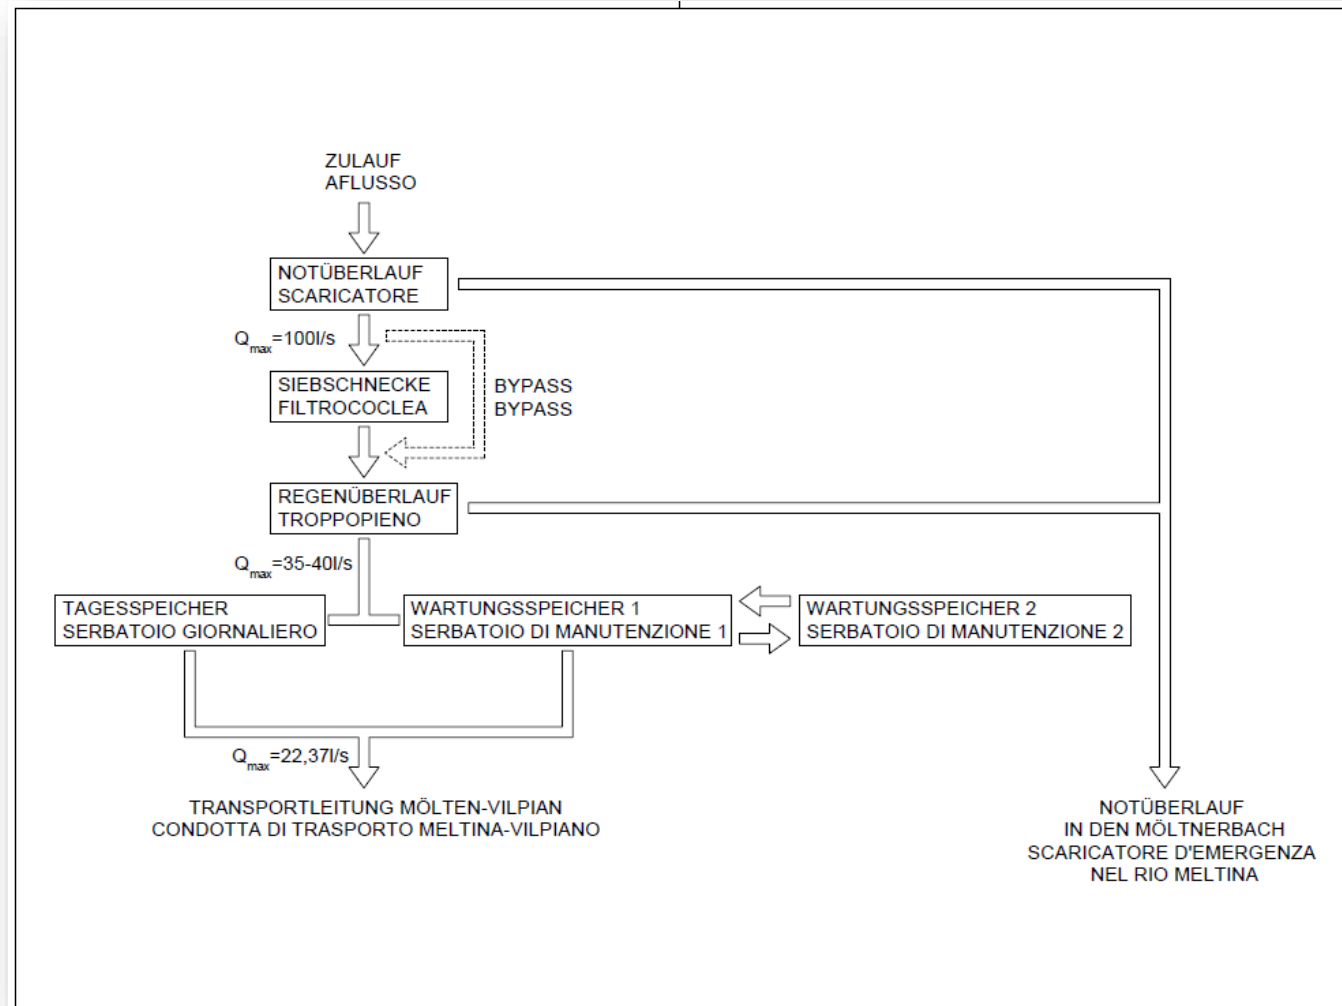 ZULAUF
AFLUSSO
NOTÜBERLAUF
SCARICATORE
Qmax=100l/s
SIEBSCHNECKE
FILTROCOCLEA
BYPASS
BYPASS
REGENÜBERLAUF
TROPPOPIENO
Qmax=35-40l/s
TAGESSPEICHER
SERBATOIO GIORNALIERO
WARTUNGSSPEICHER 1
SERBATOIO DI MANUTENZIONE 1
WARTUNGSSPEICHER 2
SERBATOIO DI MANUTENZIONE 2
Qmax=22,37l/s
TRANSPORTLEITUNG MÖLTEN-VILPIAN
CONDOTTA DI TRASPORTO MELTINA-VILPIANO
NOTÜBERLAUF
IN DEN MÖLTNERBACH
SCARICATORE D'EMERGENZA
NEL RIO MELTINA